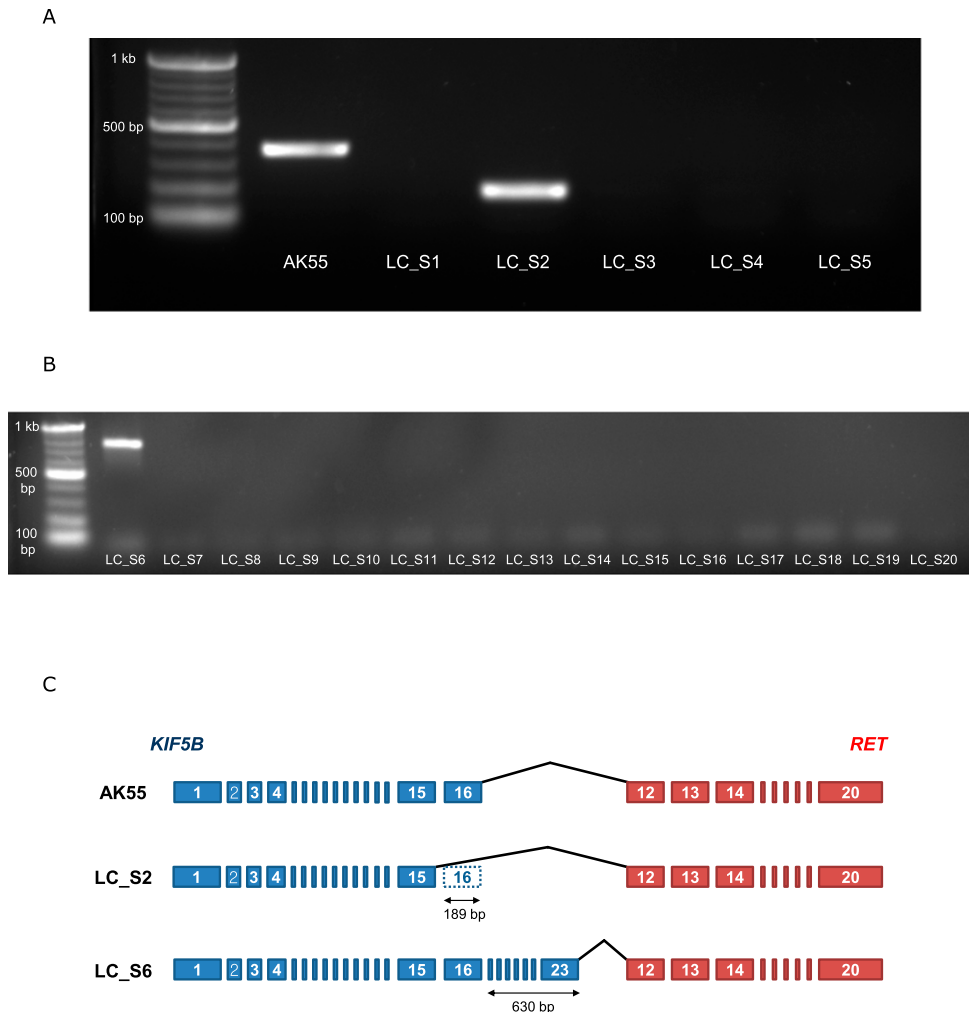 A
1 kb
500 bp
100 bp
AK55 LC_S1 LC_S2 LC_S3 LC_S4 LC_S5
B
1 kb
500
bp
100
bp
LC_S6 LC_S7 LC_S8 LC_S9 LC_S10 LC_S11 LC_S12 LC_S13 LC_S14 LC_S15 LC_S16 LC_S17 LC_S18 LC_S19 LC_S20
C
KIF5B RET
AK55 1 2 3 4 15 16 12 13 14 20
LC_S2 1 2 3 4 15 16 12 13 14 20
189 bp
LC_S6 1 2 3 4 15 16 23 12 13 14 20
630 bp